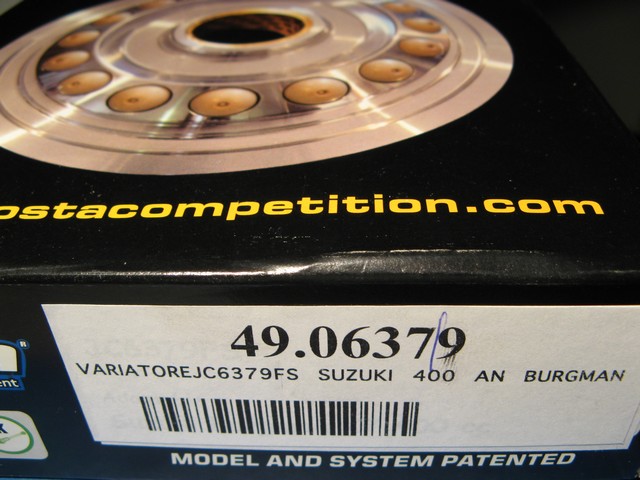 ostacompetition.com
49.06379
VARIATOREJC6379FS SUZUKI 400 AN BURGMAN
MODEL AND SYSTEM PATENTED